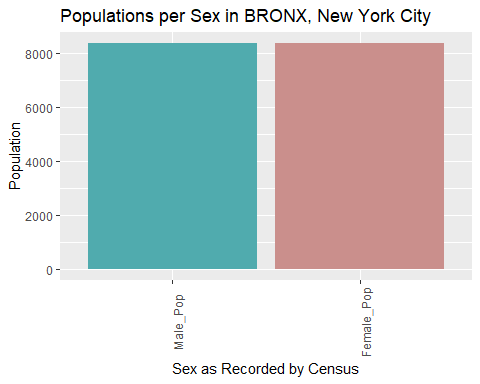 Populations per Sex in BRONX, New York City
8000
6000
4000
2000
0
Population
Male_Pop
Female_Pop
Sex as Recorded by Census